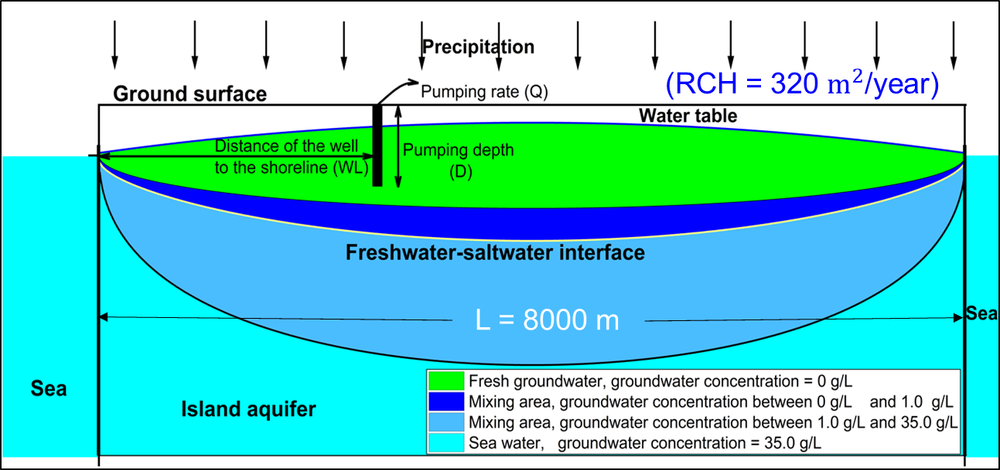 Precipitation
(RCH = 320 m²/year)
Ground surface
Pumping rate (Q)
Water table
Distance of the well
to the shoreline (WL)
Pumping depth
(D)
Freshwater-saltwater interface
L = 8000 m
Sea
Sea
Island aquifer
Fresh groundwater, groundwater concentration = 0 g/L
Mixing area, groundwater concentration between 0 g/L and 1.0 g/L
Mixing area, groundwater concentration between 1.0 g/L and 35.0 g/L
Sea water, groundwater concentration = 35.0 g/L